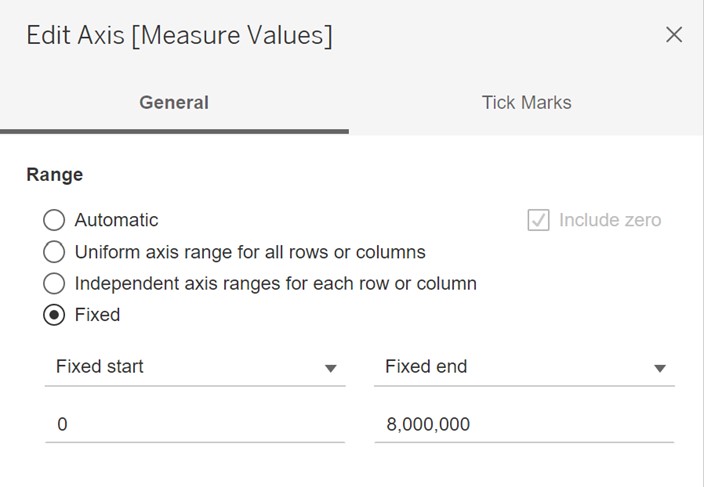 Edit Axis [Measure Values]
General Tick Marks
Range
Automatic Include zero
Uniform axis range for all rows or columns
Independent axis ranges for each row or column
Fixed
Fixed start Fixed end
0 8,000,000